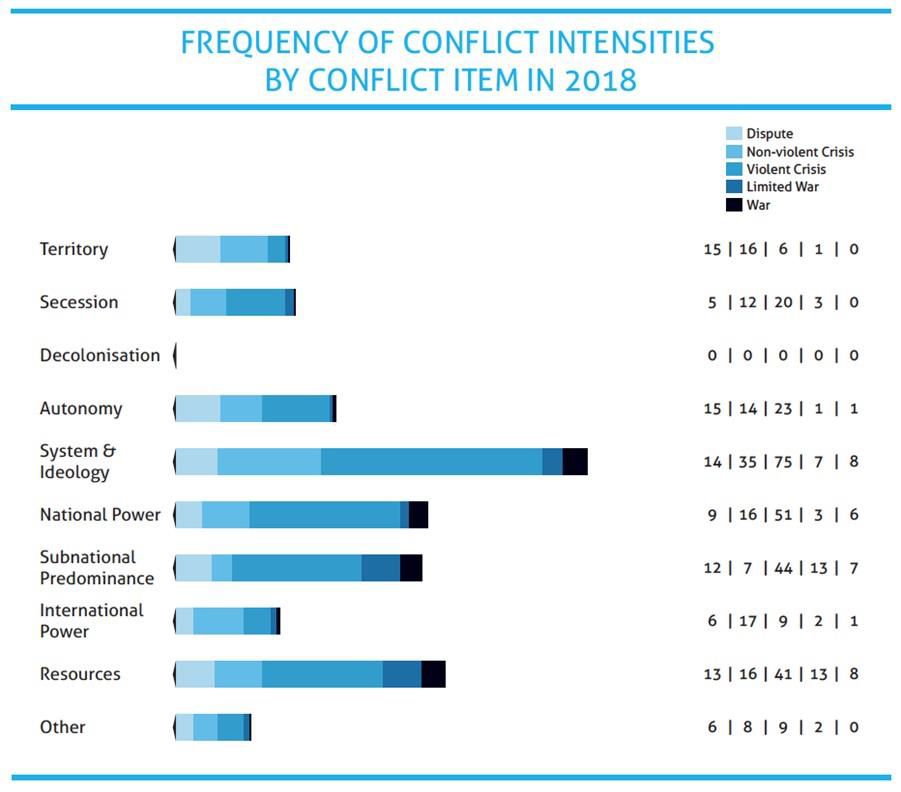 FREQUENCY OF CONFLICT INTENSITIES
BY CONFLICT ITEM IN 2018
Dispute
Non-violent Crisis
Violent Crisis
Limited War
War
Territory 15 | 16 | 6 | 1 | 0
Secession 5 | 12 | 20 | 3 | 0
Decolonisation 0 | 0 | 0 | 0 | 0
Autonomy 15 | 14 | 23 | 1 | 1
System &
Ideology 14 | 35 | 75 | 7 | 8
National Power 9 | 16 | 51 | 3 | 6
Subnational
Predominance 12 | 7 | 44 | 13 | 7
International
Power 6 | 17 | 9 | 2 | 1
Resources 13 | 16 | 41 | 13 | 8
Other 6 | 8 | 9 | 2 | 0